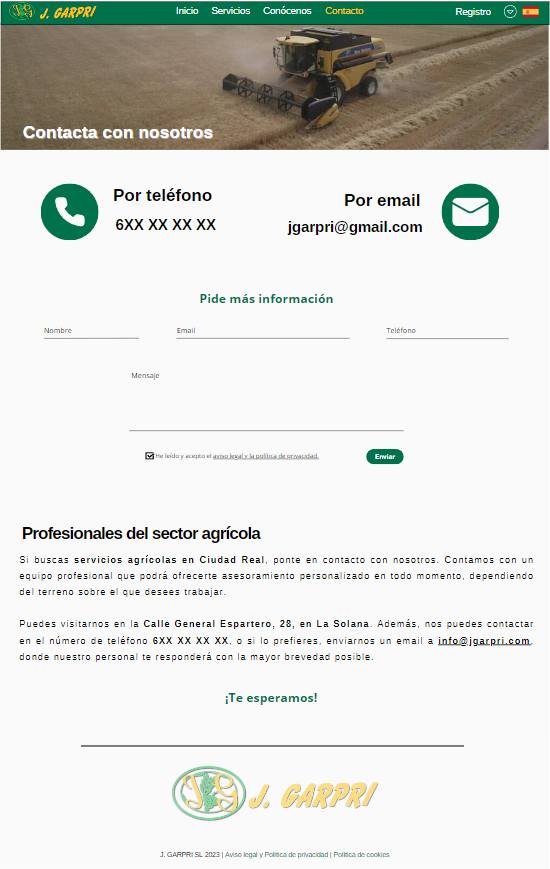 J. GARPRI
Inicio Servicios Conócenos Contacto Registro
Contacta con nosotros
Por teléfono
6XX XX XX XX
Por email
jgarpri@gmail.com
Pide más información
Nombre Email Teléfono
Mensaje
He leído y acepto el aviso legal y la política de privacidad.
Enviar
Profesionales del sector agrícola
Si buscas servicios agrícolas en Ciudad Real, ponte en contacto con nosotros. Contamos con un
equipo profesional que podrá ofrecerte asesoramiento personalizado en todo momento, dependiendo
del terreno sobre el que desees trabajar.
Puedes visitarnos en la Calle General Espartero, 28, en La Solana. Además, nos puedes contactar
en el número de teléfono 6XX XX XX XX, o si lo prefieres, enviarnos un email a info@jgarpri.com,
donde nuestro personal te responderá con la mayor brevedad posible.
¡Te esperamos!
JG J. GARPRI
J. GARPRI SL 2023 | Aviso legal y Política de privacidad | Política de cookies